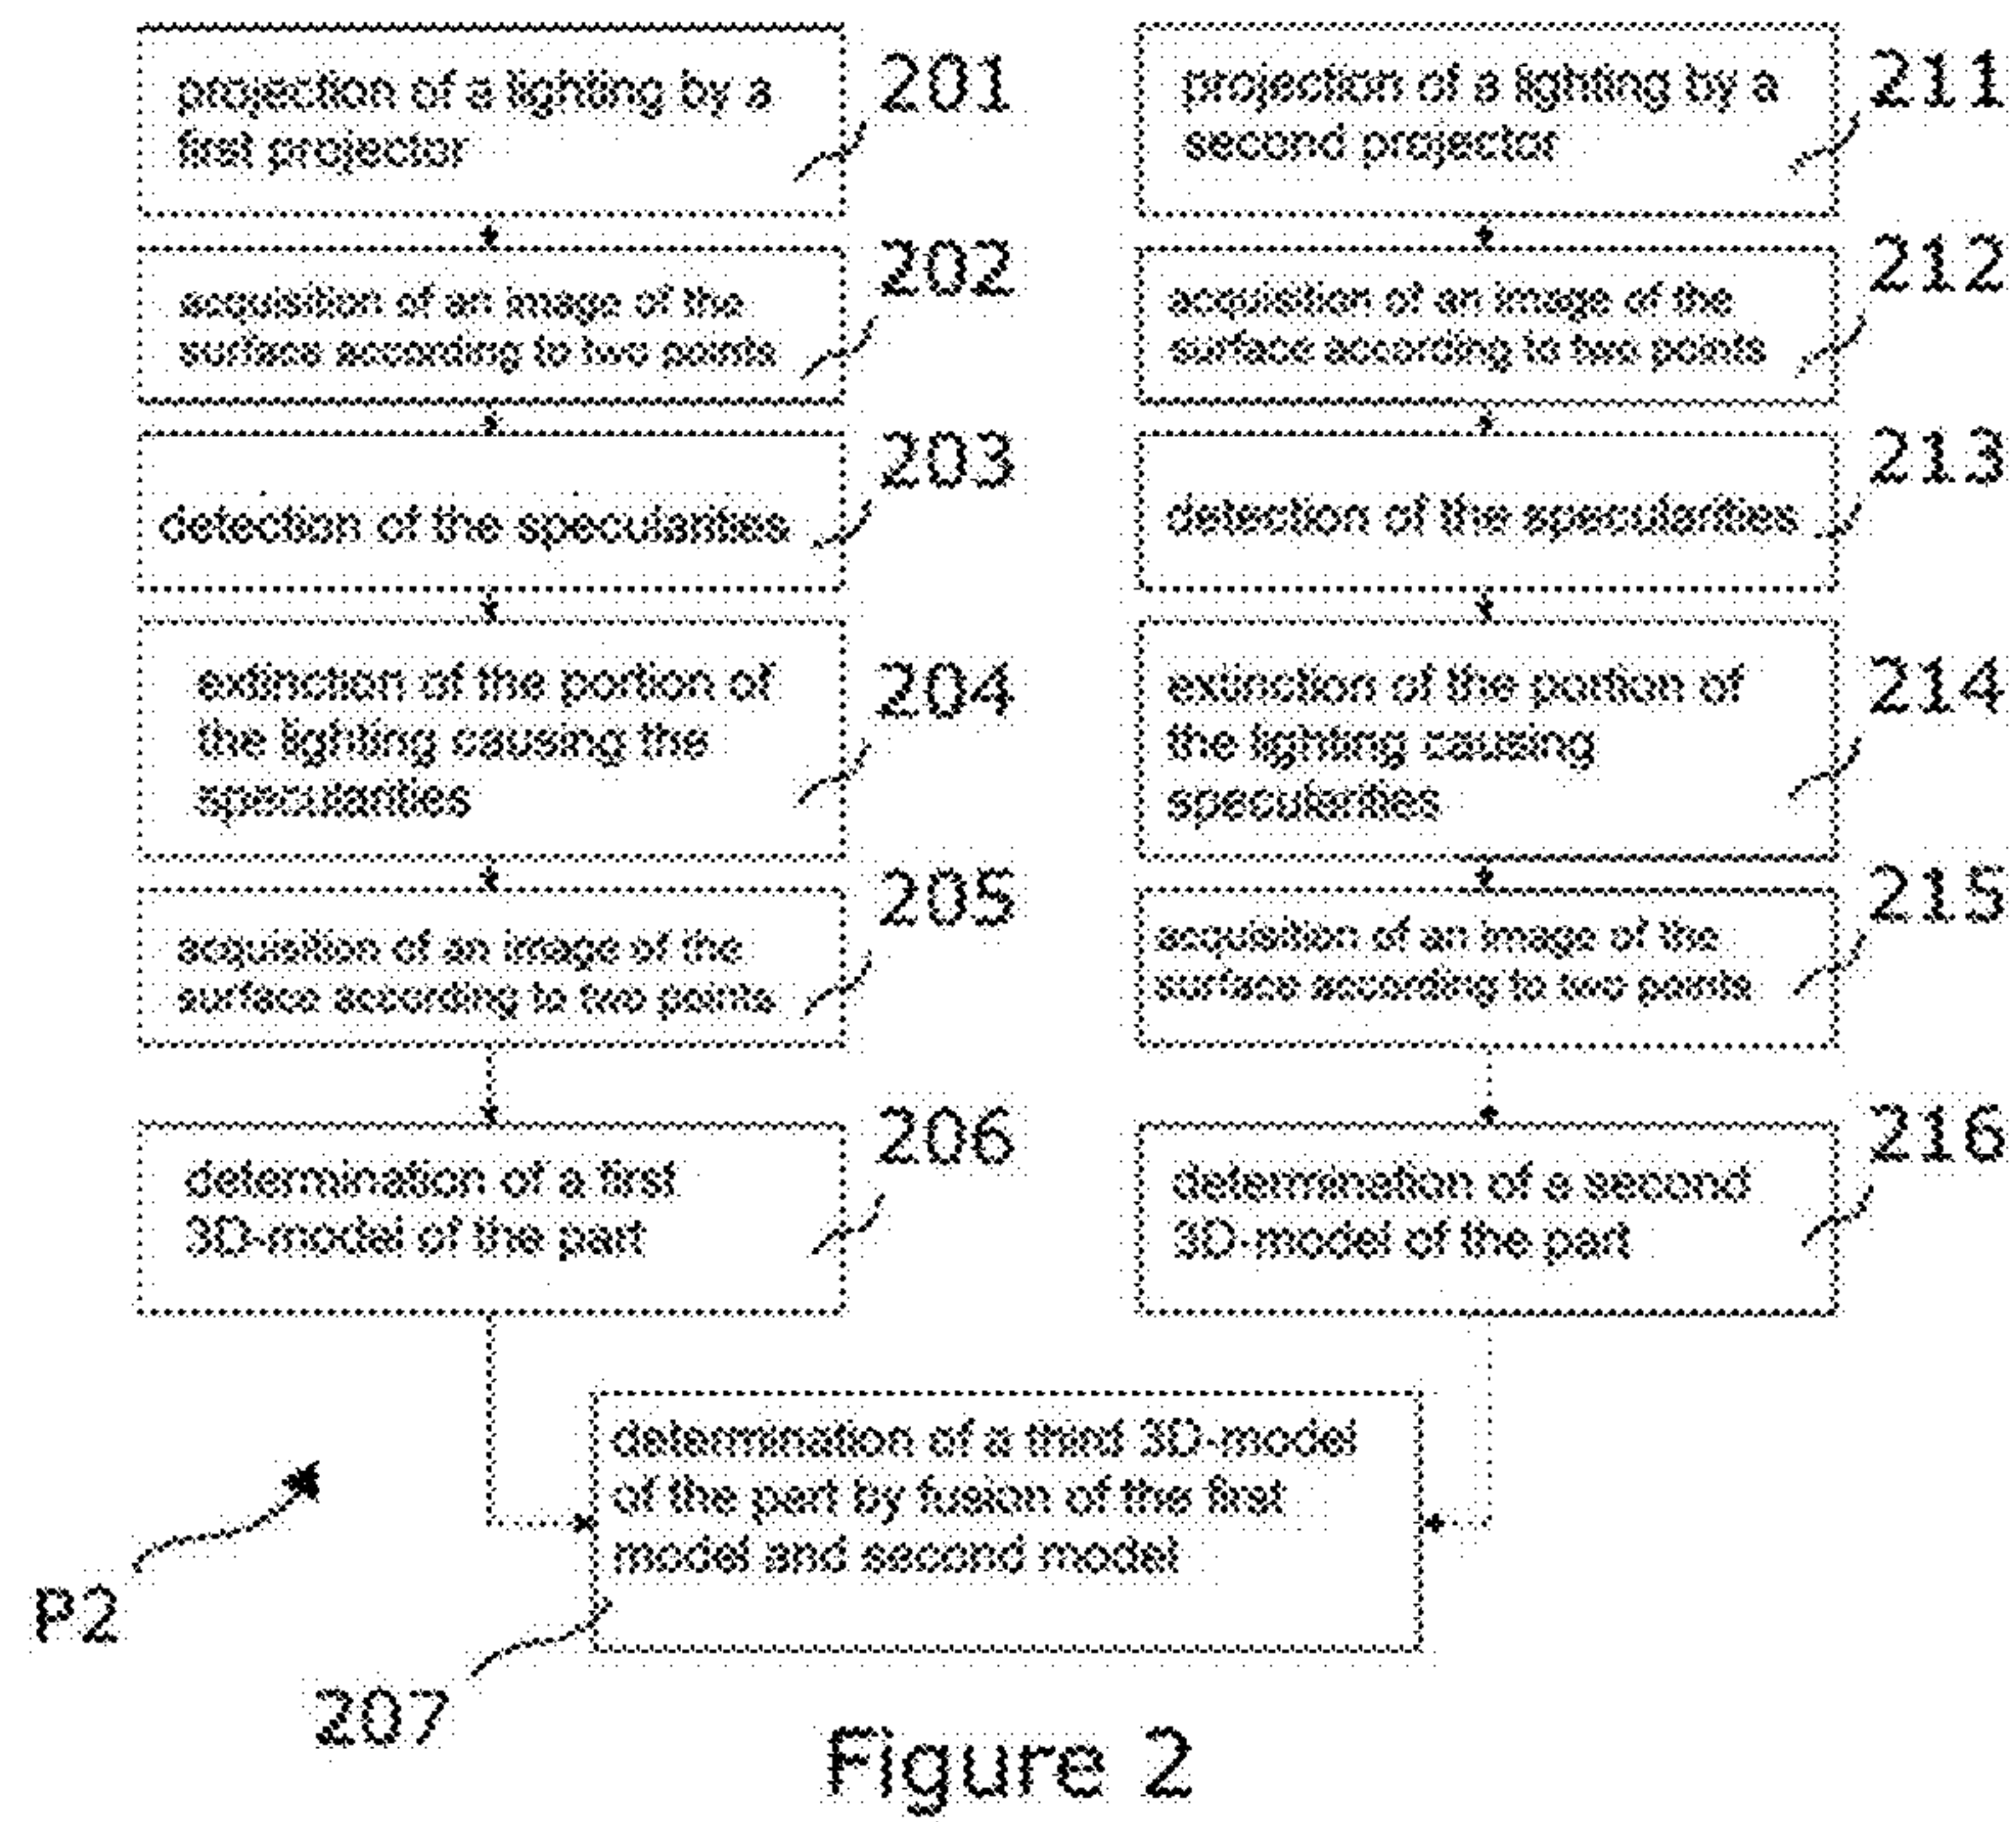 projection of a lighting by a
first projector
201
acquisition of an image of the
surface according to two points
202
detection of the specularities
203
extinction of the portion of
the lighting causing the
specularities
204
acquisition of an image of the
surface according to two points
205
determination of a first
3D-model of the part
206
projection of a lighting by a
second projector
211
acquisition of an image of the
surface according to two points
212
detection of the specularities
213
extinction of the portion of
the lighting causing
specularities
214
acquisition of an image of the
surface according to two points
215
determination of a second
3D-model of the part
216
determination of a third 3D-model
of the part by fusion of the first
model and second model
207
P2
Figure 2